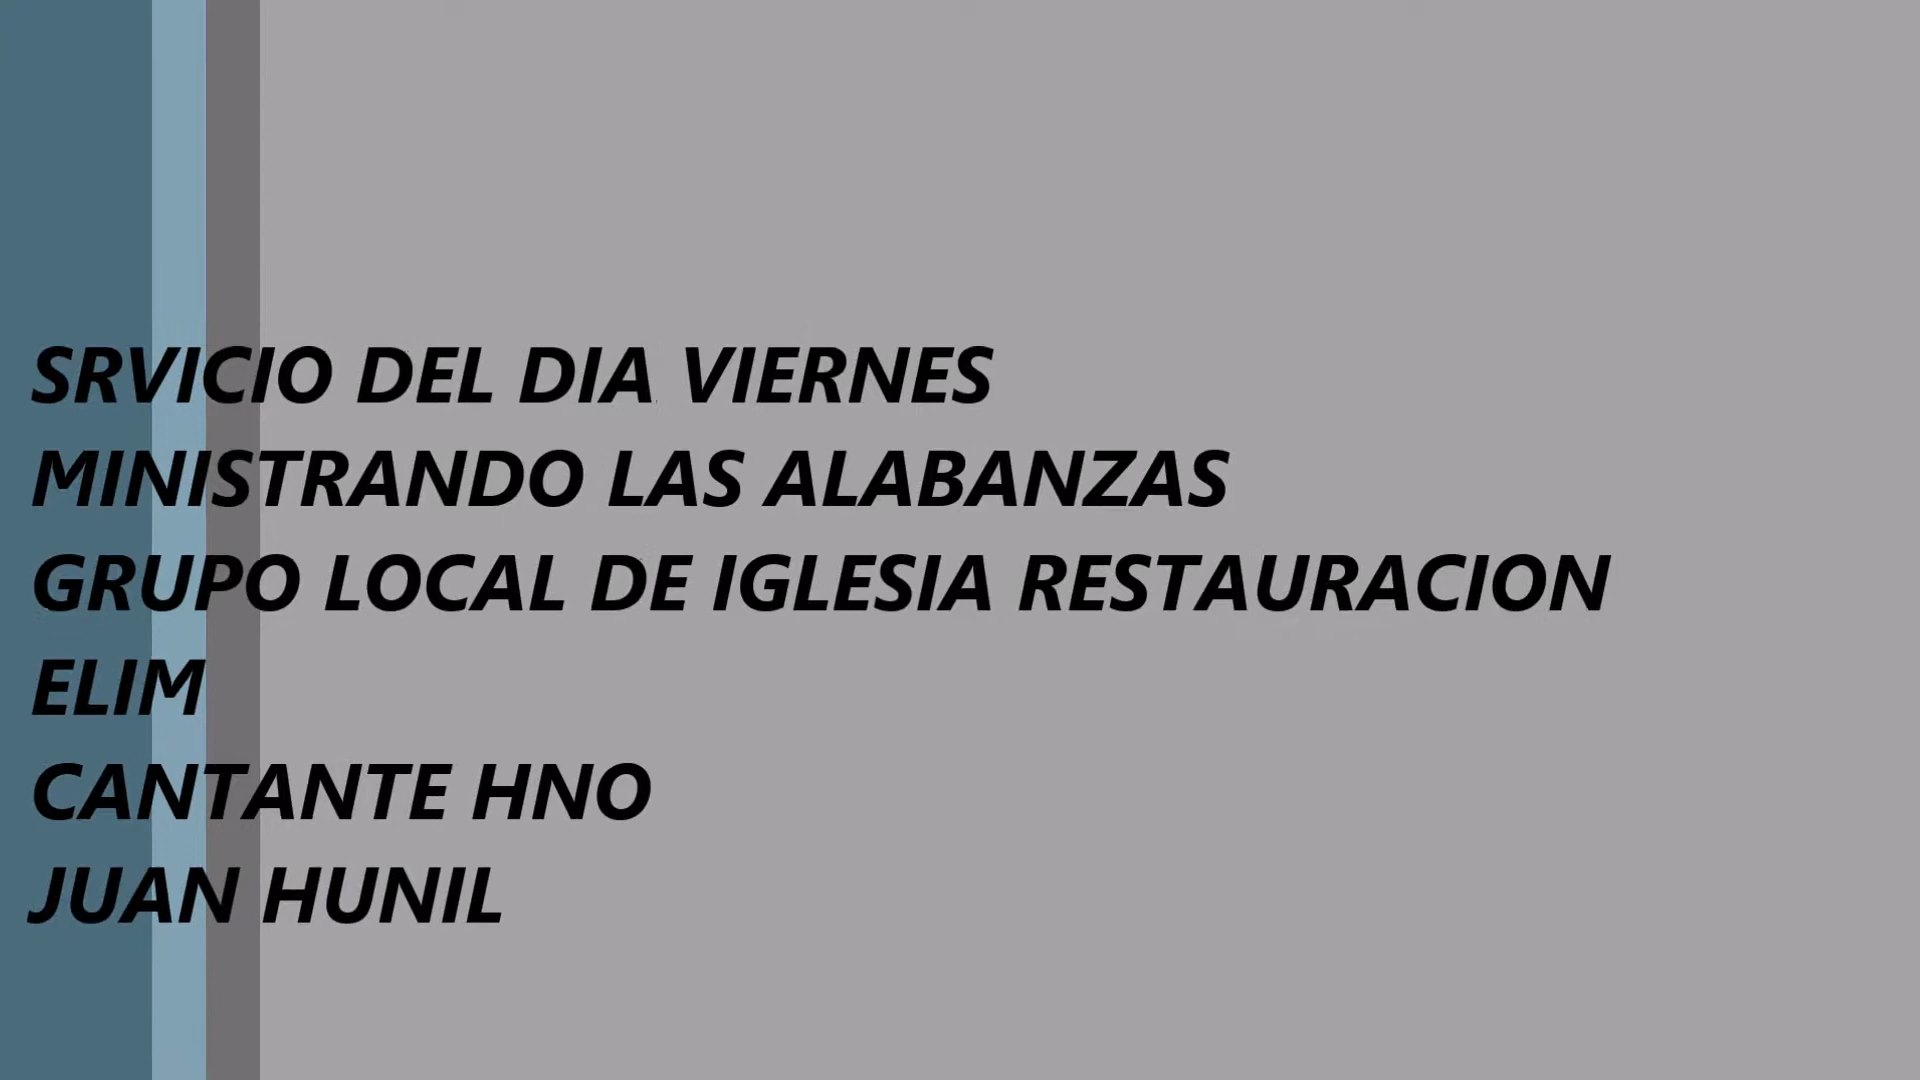 SRVICIO DEL DIA VIERNES
MINISTRANDO LAS ALABANZAS
GRUPO LOCAL DE IGLESIA RESTAURACION
ELIM
CANTANTE HNO
JUAN HUNIL